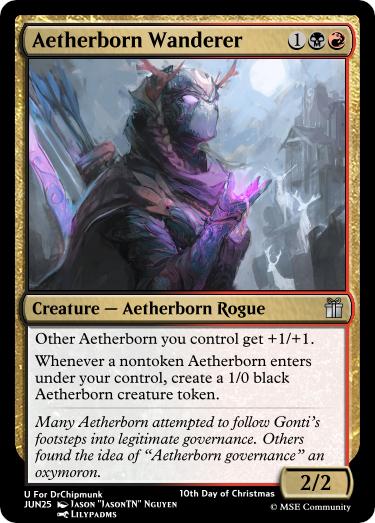 Aetherborn Wanderer 1
Creature — Aetherborn Rogue
Other Aetherborn you control get +1/+1.
Whenever a nontoken Aetherborn enters
under your control, create a 1/0 black
Aetherborn creature token.
Many Aetherborn attempted to follow Gonti's
footsteps into legitimate governance. Others
found the idea of “Aetherborn governance” an
oxymoron.
2/2
U For DrChipmunk 10th Day of Christmas
JUN25 Jason "JasonTN" Nguyen © MSE Community
Lilypadms